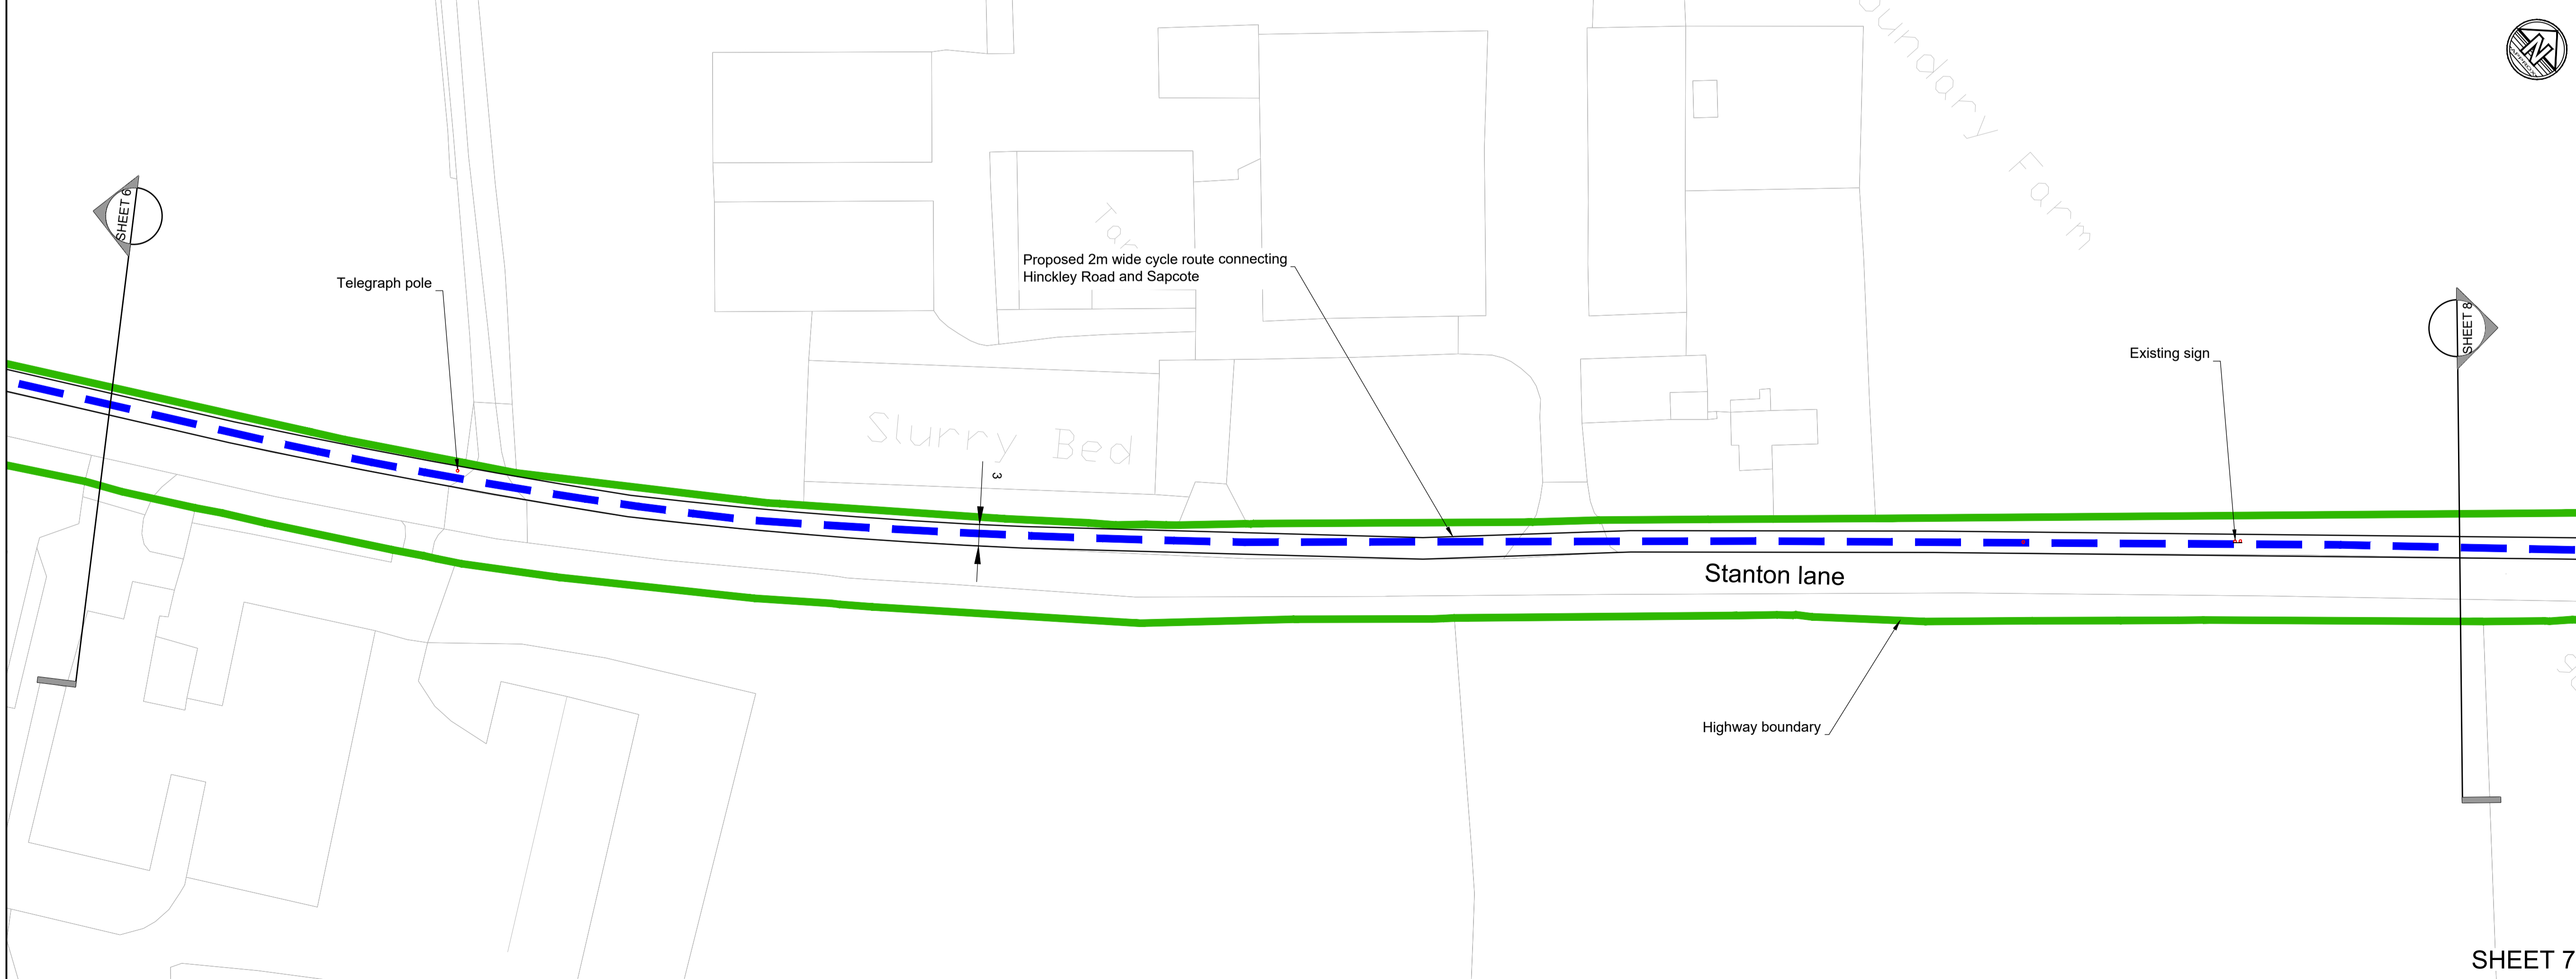 N
SHEET 6
Telegraph pole
Proposed 2m wide cycle route connecting
Hinckley Road and Sapcote
Farm
Slurry Bed
3
Existing sign
SHEET 8
Stanton lane
Highway boundary
SHEET 7